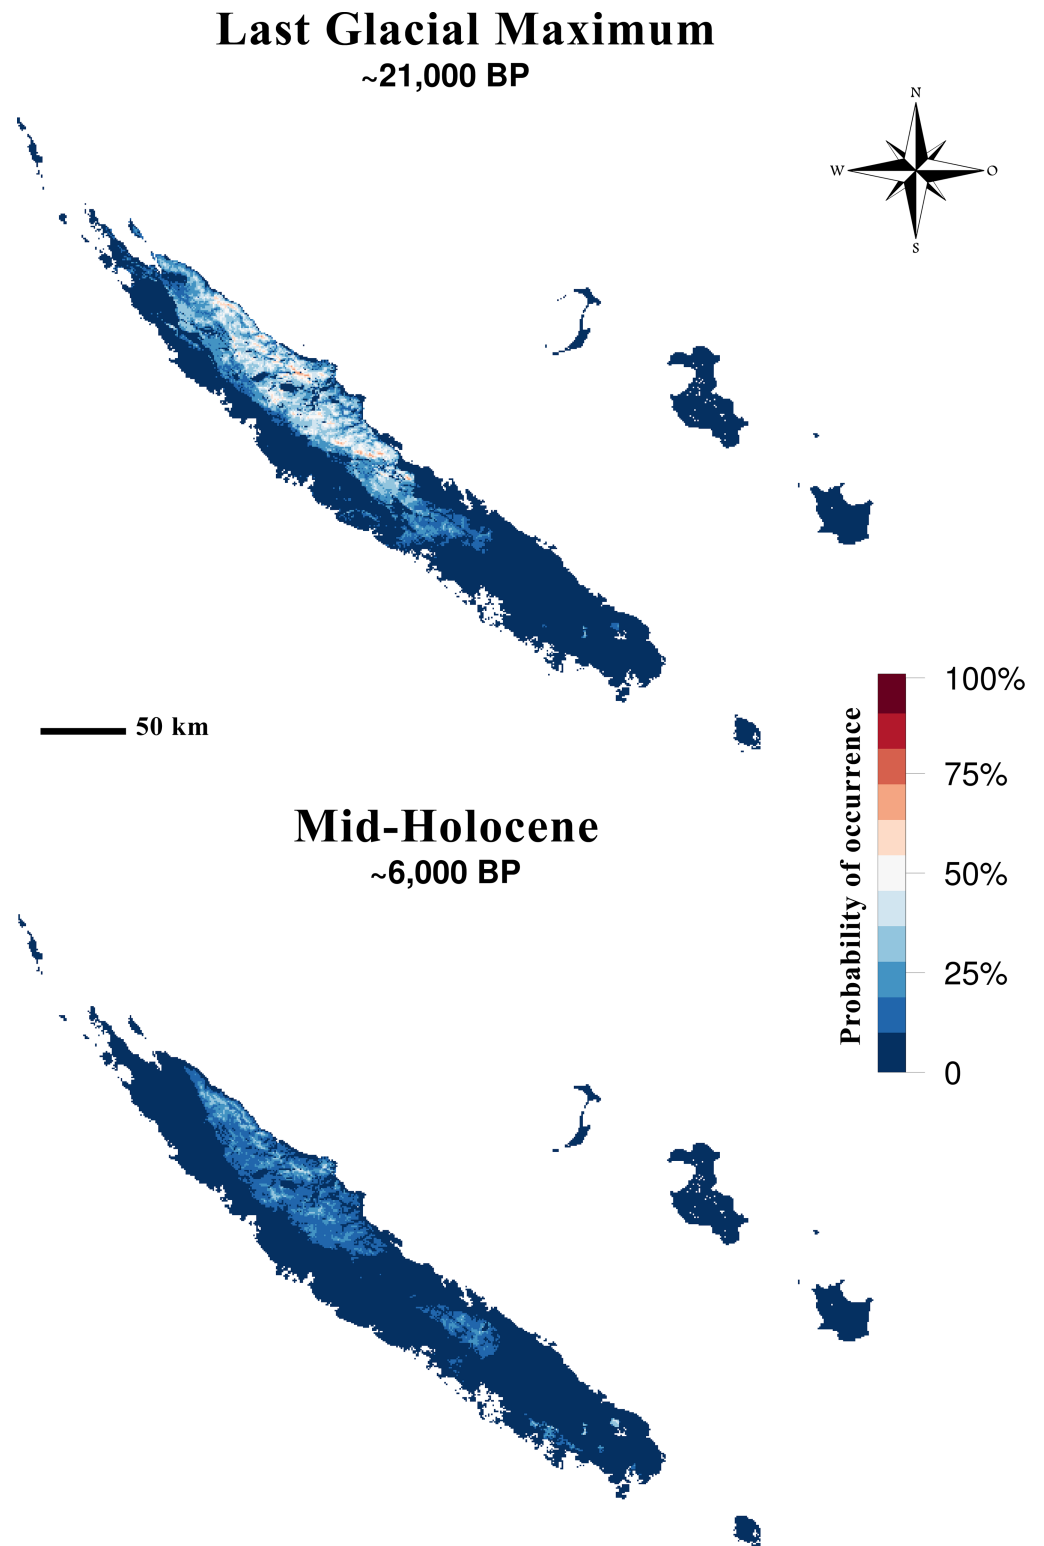 Last Glacial Maximum
~21,000 BP
N
W
O
S
100%
75%
50%
25%
0
Probability of occurrence
50 km
Mid-Holocene
~6,000 BP